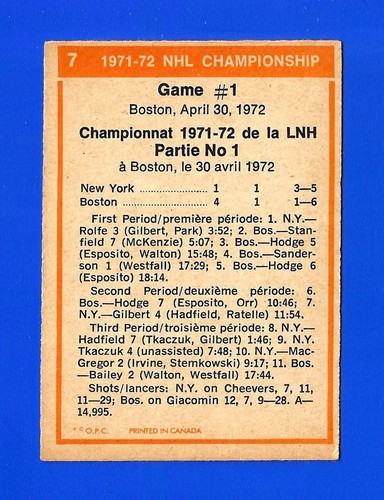 7 1971-72 NHL CHAMPIONSHIP
Game #1
Boston, April 30, 1972
Championnat 1971-72 de la LNH
Partie No 1
à Boston, le 30 avril 1972
New York ................ 1 1 3—5
Boston ................ 4 1 1—6
First Period/première période: 1. N.Y.—
Rolfe 3 (Gilbert, Park) 3:52; 2. Bos.—Stan-
field 7 (McKenzie) 5:07; 3. Bos.—Hodge 5
(Esposito, Walton) 15:48; 4. Bos.—Sander-
son 1 (Westfall) 17:29; 5. Bos.—Hodge 6
(Esposito) 18:14.
Second Period/deuxième période: 6.
Bos.—Hodge 7 (Esposito, Orr) 10:46; 7.
N.Y.—Gilbert 4 (Hadfield, Ratelle) 11:54.
Third Period/troisième période: 8. N.Y.—
Hadfield 7 (Tkaczuk, Gilbert) 1:46; 9. N.Y.
Tkaczuk 4 (unassisted) 7:48; 10. N.Y.—Mac-
Gregor 2 (Irvine, Stemkowski) 9:17; 11. Bos.
—Bailey 2 (Walton, Westfall) 17:44.
Shots/lancers: N.Y. on Cheevers, 7, 11,
11—29; Bos. on Giacomin 12, 7, 9—28. A—
14,995.
* © O.P.C. PRINTED IN CANADA